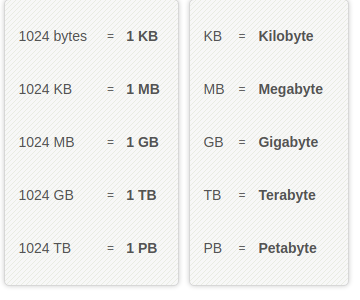 1024 bytes = 1 KB
1024 KB = 1 MB
1024 MB = 1 GB
1024 GB = 1 TB
1024 TB = 1 PB
KB = Kilobyte
MB = Megabyte
GB = Gigabyte
TB = Terabyte
PB = Petabyte